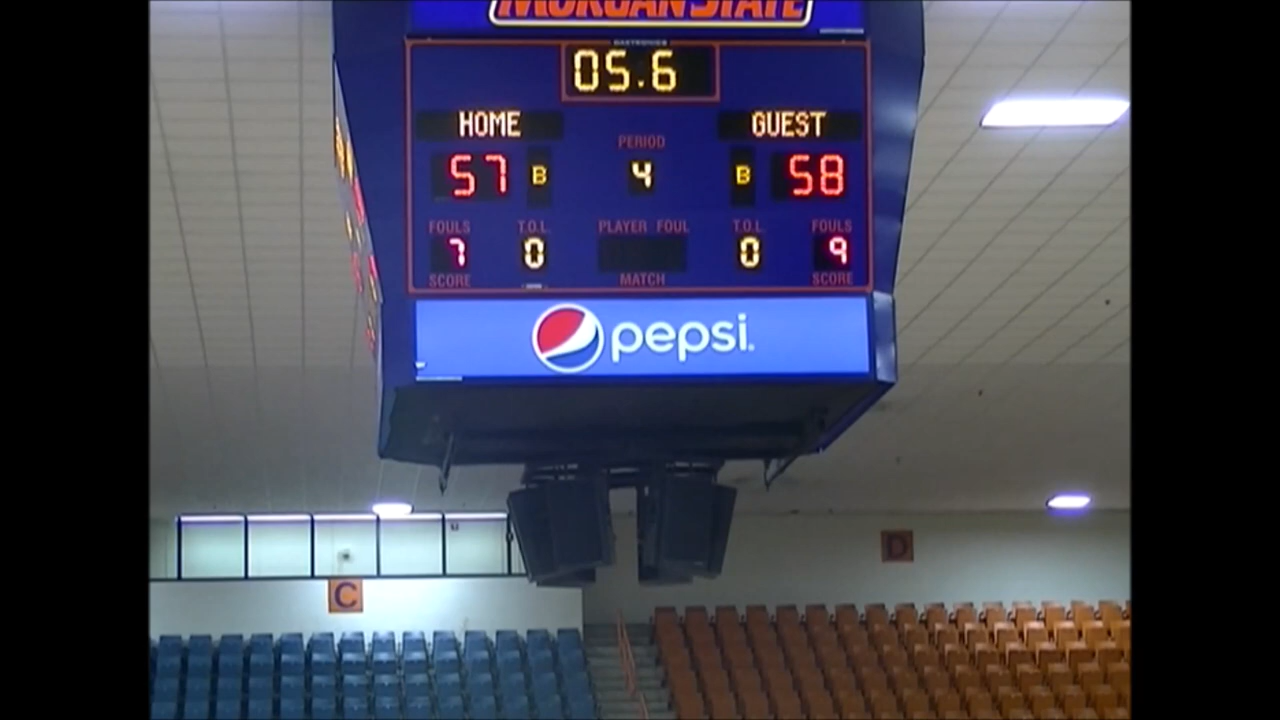 MORGAN STATE
DAKTRONICS
05.6
HOME GUEST
PERIOD
57 B 4 B 58
FOULS T.O.L. PLAYER FOUL T.O.L. FOULS
7 0 0 9
SCORE MATCH SCORE
pepsi
C
D